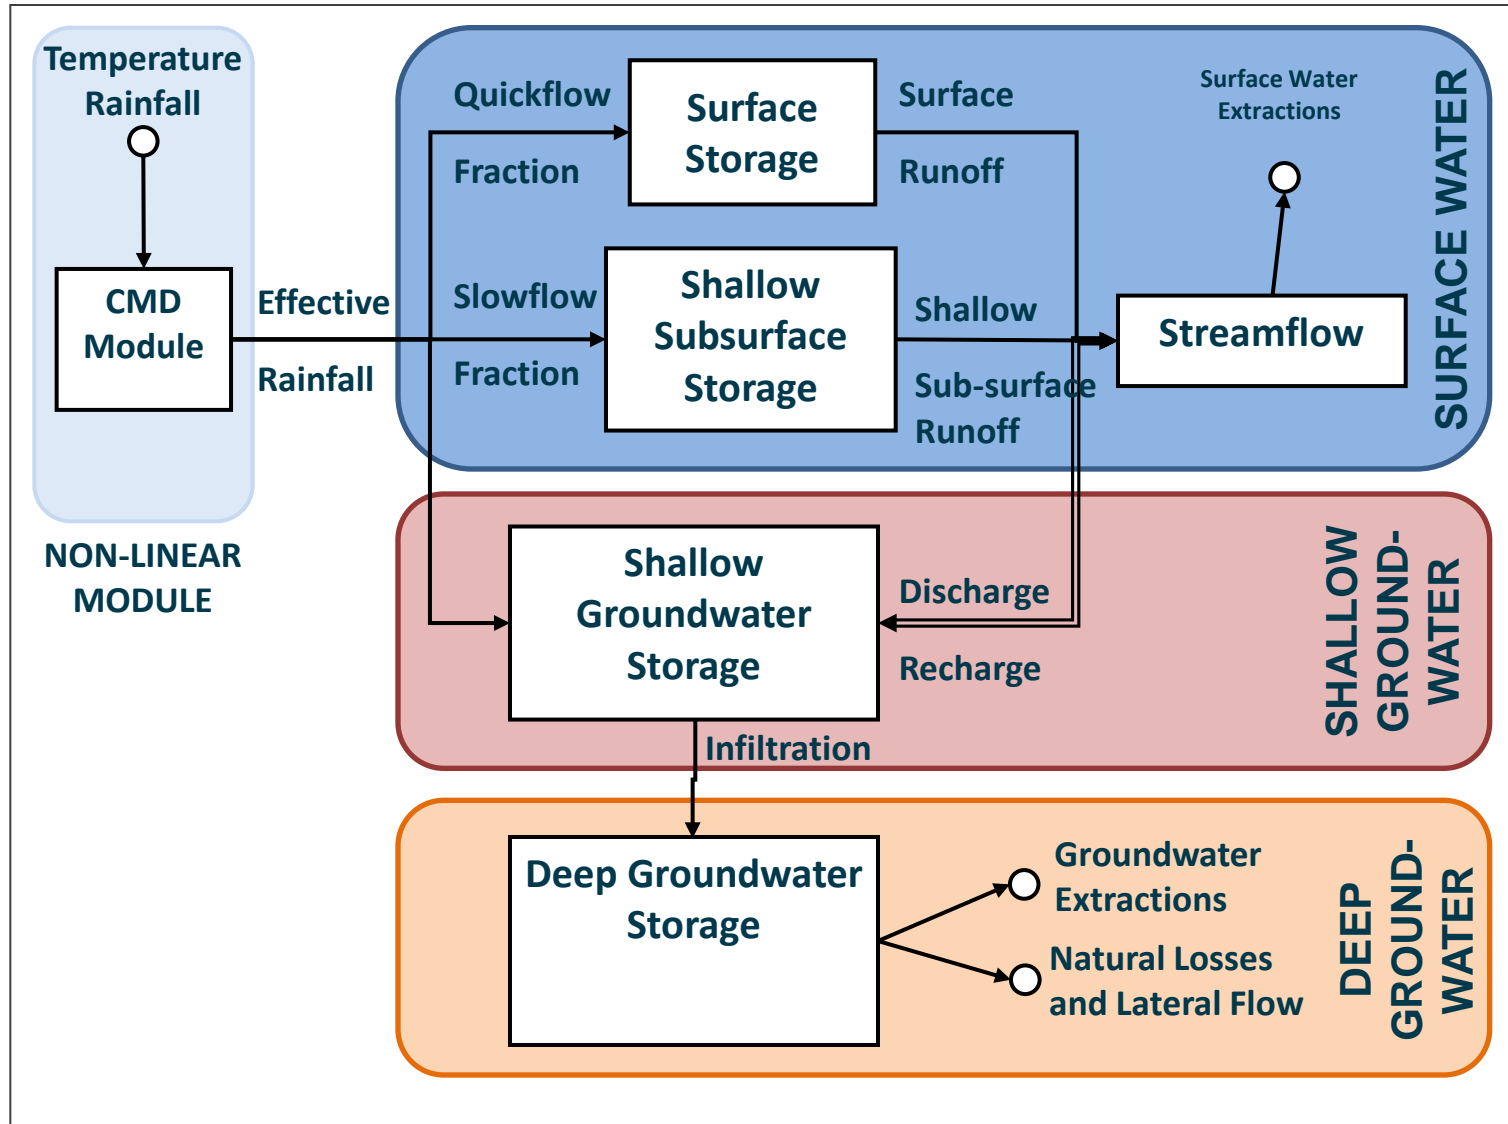 Temperature
Rainfall
CMD
Module
NON-LINEAR
MODULE
Effective
Rainfall
Quickflow
Fraction
Surface
Storage
Surface
Runoff
Surface Water
Extractions
Slowflow
Fraction
Shallow
Subsurface
Storage
Shallow
Sub-surface
Runoff
Streamflow
SURFACE WATER
Shallow
Groundwater
Storage
Discharge
Recharge
Infiltration
SHALLOW
GROUND-
WATER
Deep Groundwater
Storage
Groundwater
Extractions
Natural Losses
and Lateral Flow
DEEP
GROUND-
WATER